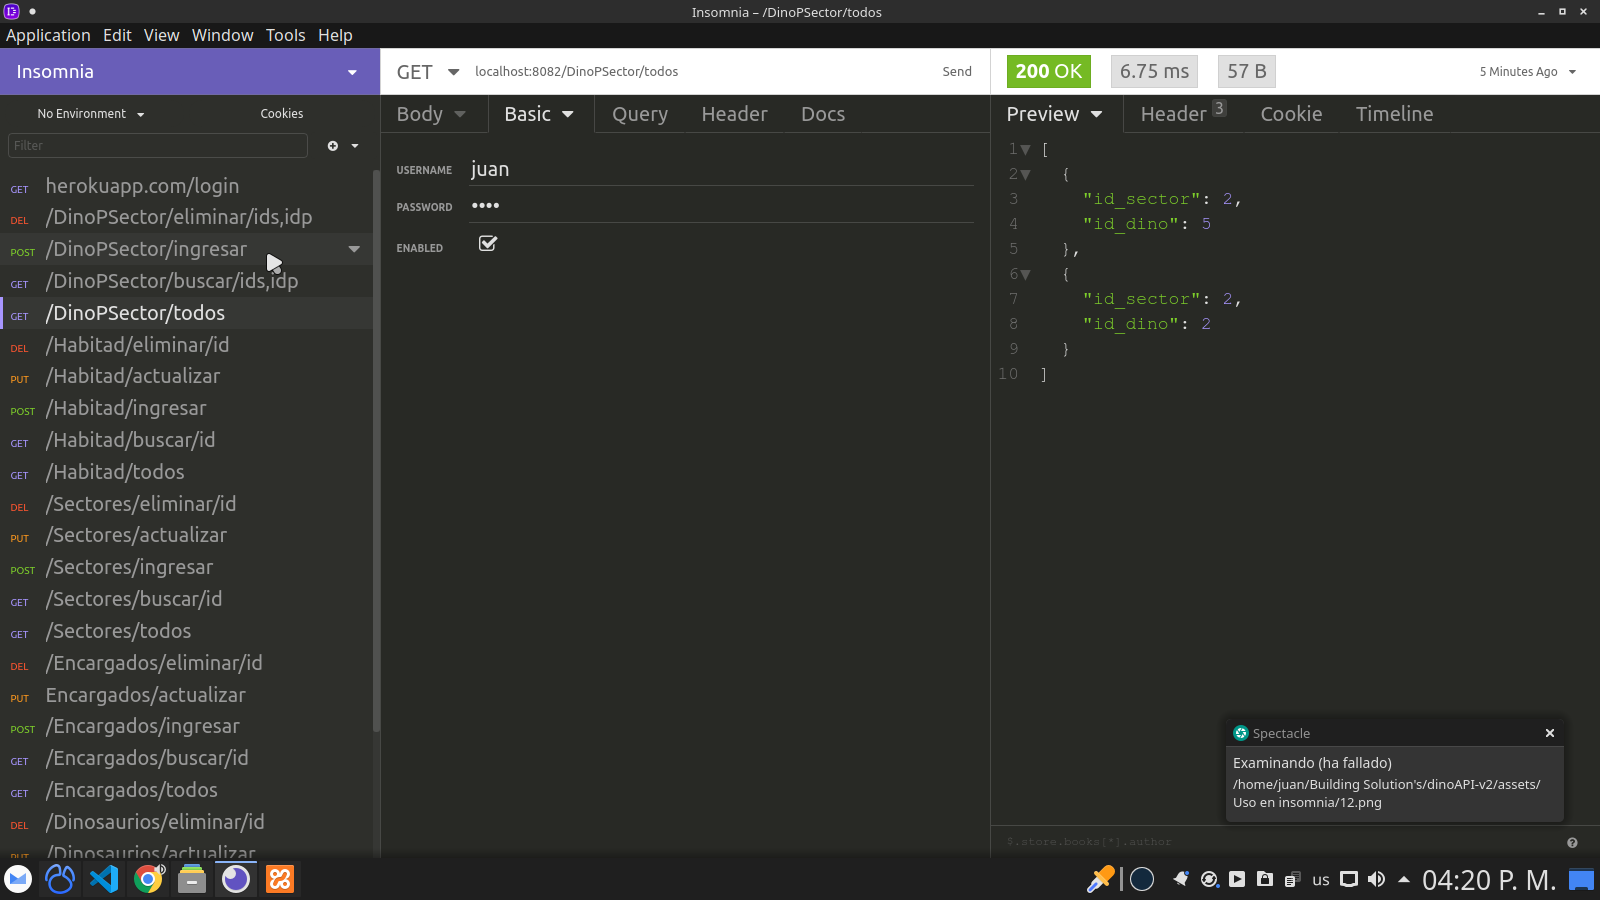 Insomnia – /DinoPSector/todos
Application Edit View Window Tools Help
Insomnia
GET localhost:8082/DinoPSector/todos Send
200 OK 6.75 ms 57 B 5 Minutes Ago
No Environment Cookies
Filter
GET herokuapp.com/login
DEL /DinoPSector/eliminar/ids,idp
POST /DinoPSector/ingresar
GET /DinoPSector/buscar/ids,idp
GET /DinoPSector/todos
DEL /Habitad/eliminar/id
PUT /Habitad/actualizar
POST /Habitad/ingresar
GET /Habitad/buscar/id
GET /Habitad/todos
DEL /Sectores/eliminar/id
PUT /Sectores/actualizar
POST /Sectores/ingresar
GET /Sectores/buscar/id
GET /Sectores/todos
DEL /Encargados/eliminar/id
PUT Encargados/actualizar
POST /Encargados/ingresar
GET /Encargados/buscar/id
GET /Encargados/todos
DEL /Dinosaurios/eliminar/id
PUT /Dinosaurios/actualizar
Body Basic Query Header Docs
USERNAME juan
PASSWORD ••••
ENABLED
Preview Header 3 Cookie Timeline
1 [
2 {
3 "id_sector": 2,
4 "id_dino": 5
5 },
6 {
7 "id_sector": 2,
8 "id_dino": 2
9 }
10 ]
Spectacle
Examinando (ha fallado)
/home/juan/Building Solution's/dinoAPI-v2/assets/
Uso en insomnia/12.png
$.store.books[*].author
us 04:20 P. M.